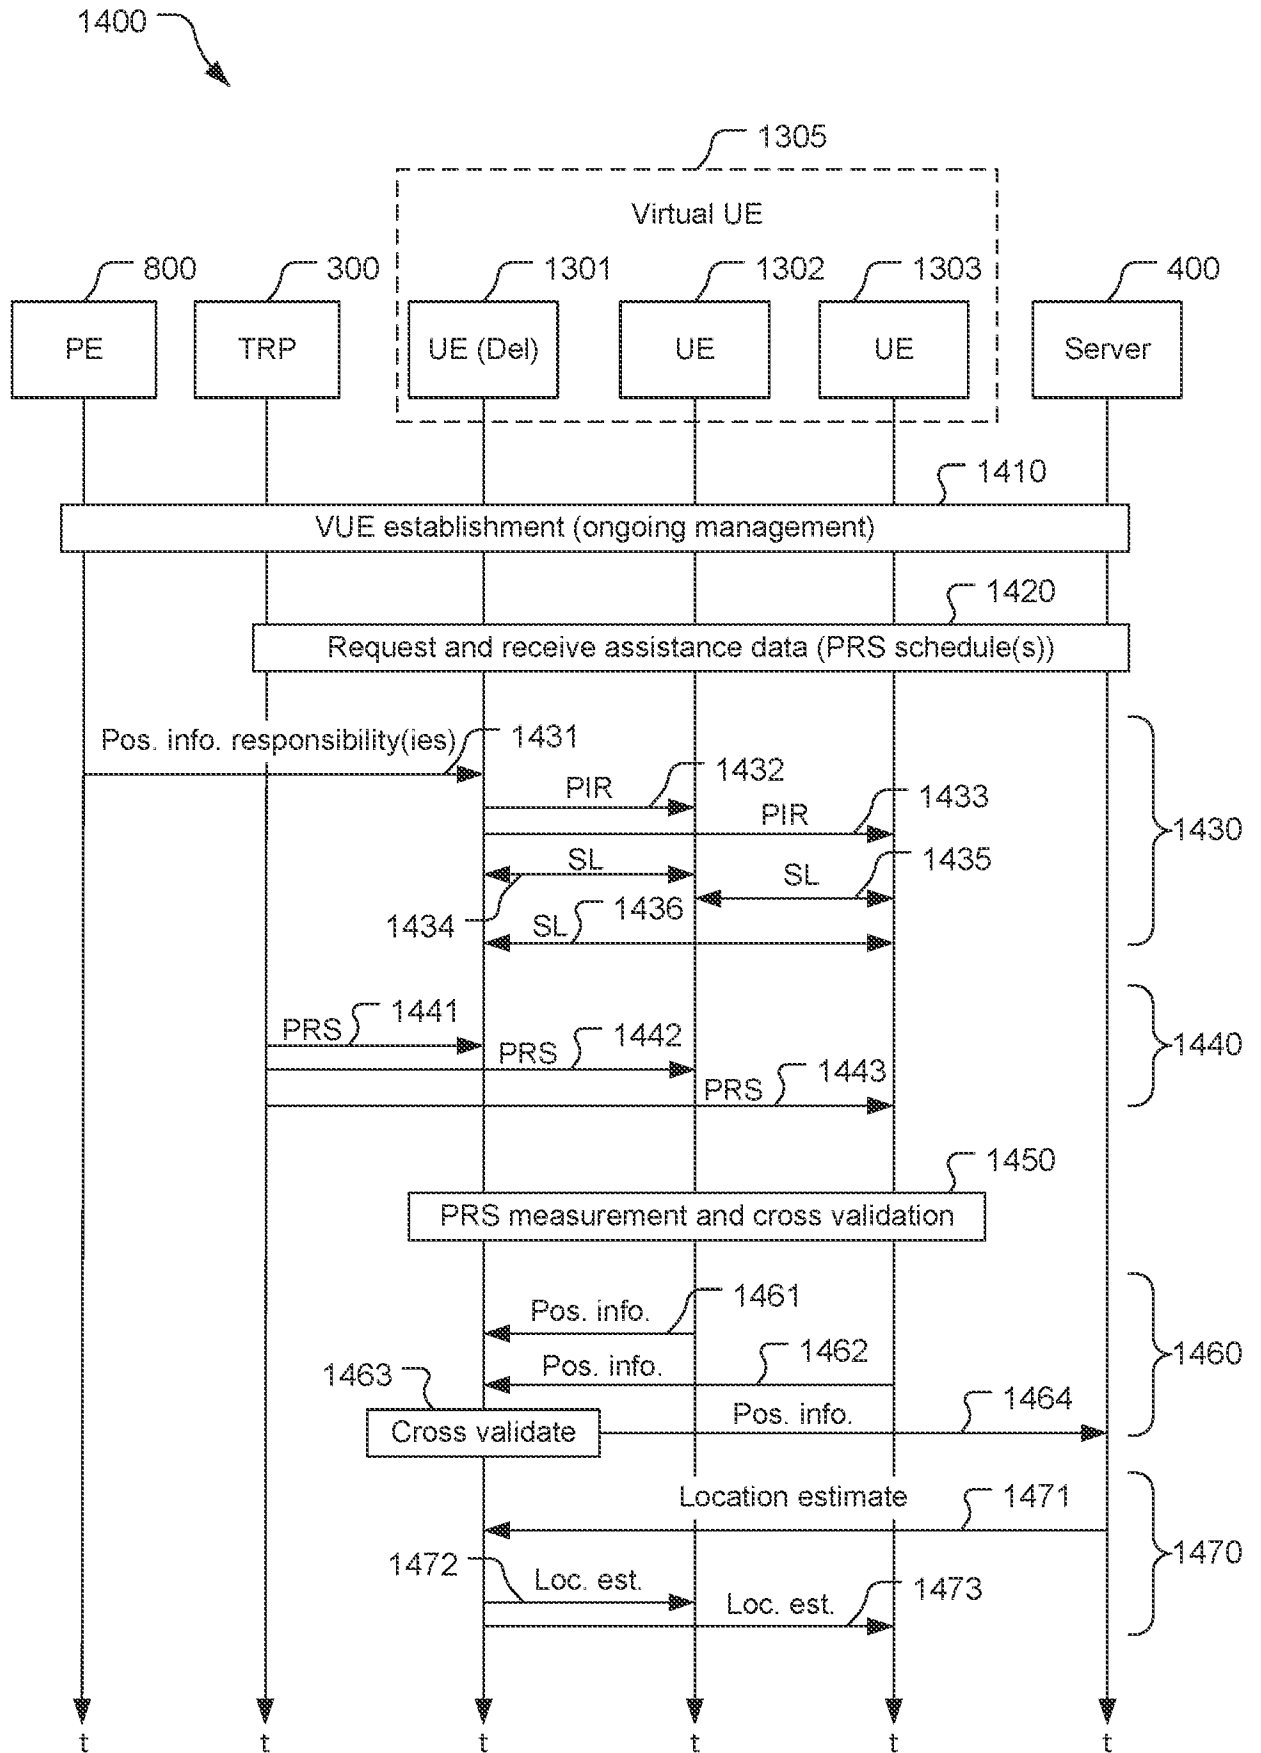 1400
1305
Virtual UE
800
300
1301
1302
1303
400
PE
TRP
UE (Del)
UE
UE
Server
1410
VUE establishment (ongoing management)
1420
Request and receive assistance data (PRS schedule(s))
Pos. info. responsibility(ies)
1431
PIR
1432
PIR
1433
1430
SL
1434
SL
1435
SL
1436
PRS
1441
PRS
1442
PRS
1443
1440
1450
PRS measurement and cross validation
Pos. info.
1461
Pos. info.
1462
1460
1463
Cross validate
Pos. info.
1464
Location estimate
1471
1470
1472
Loc. est.
Loc. est.
1473
t
t
t
t
t
t